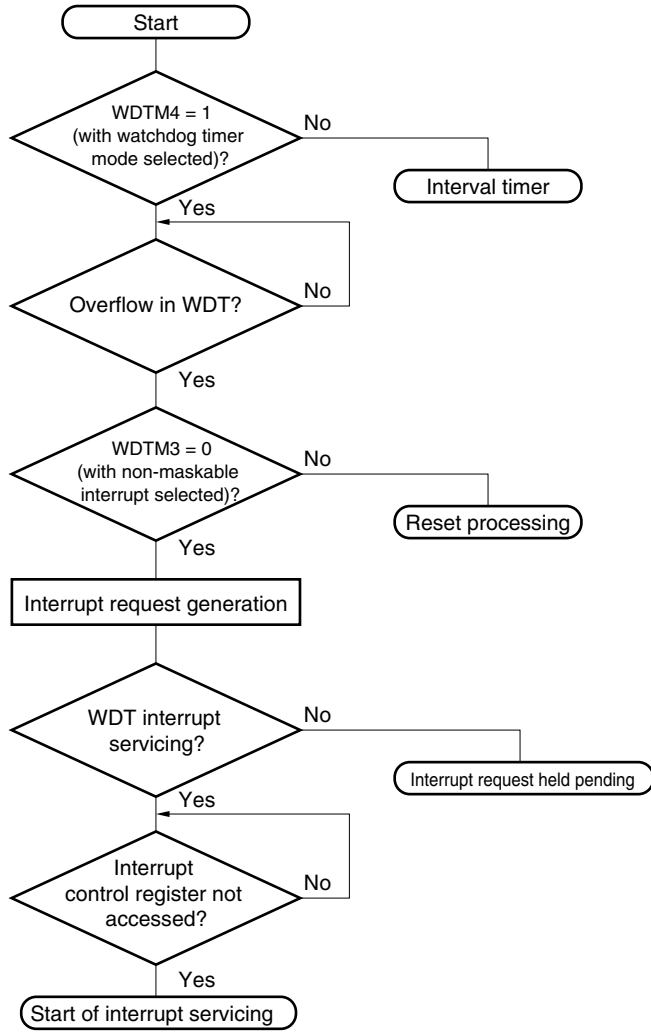 Start
WDTM4 = 1
(with watchdog timer
mode selected)?
No
Interval timer
Yes
Overflow in WDT?
No
Yes
WDTM3 = 0
(with non-maskable
interrupt selected)?
No
Reset processing
Yes
Interrupt request generation
WDT interrupt
servicing?
No
Interrupt request held pending
Yes
Interrupt
control register not
accessed?
No
Yes
Start of interrupt servicing